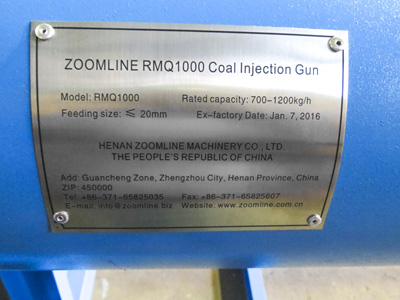 ZOOMLINE RMQ1000 Coal Injection Gun
Model: RMQ1000 Rated capacity: 700-1200kg/h
Feeding size: ≤ 20mm Ex-factory Date: Jan. 7, 2016
HENAN ZOOMLINE MACHINERY CO., LTD.
THE PEOPLE'S REPUBLIC OF CHINA
Add: Guancheng Zone, Zhengzhou City, Henan Province, China
ZIP: 450000
Tel: +86-371-65825035 Fax: +86-371-65825607
E-mail: info@zoomline.biz Website: www.zoomline.com.cn